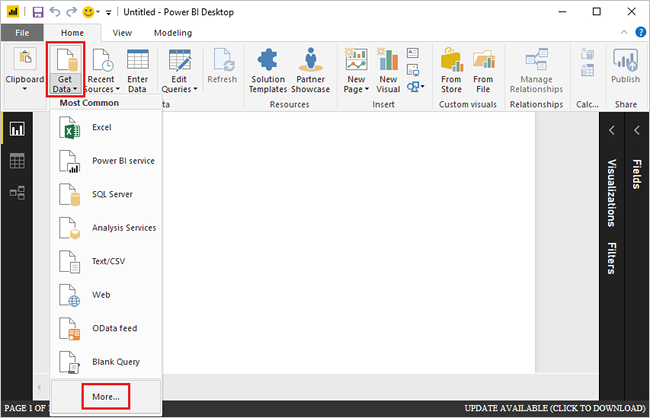 Untitled - Power BI Desktop
File Home View Modeling
Clipboard
Get Data
Recent Sources
Enter Data
Edit Queries
Refresh
Solution Templates
Partner Showcase
New Page
New Visual
From Store
From File
Manage Relationships
Publish
Resources Insert Custom visuals Relationships Calc... Share
Most Common
Excel
Power BI service
SQL Server
Analysis Services
Text/CSV
Web
OData feed
Blank Query
More...
Visualizations
Filters
Fields
PAGE 1 OF
UPDATE AVAILABLE (CLICK TO DOWNLOAD)